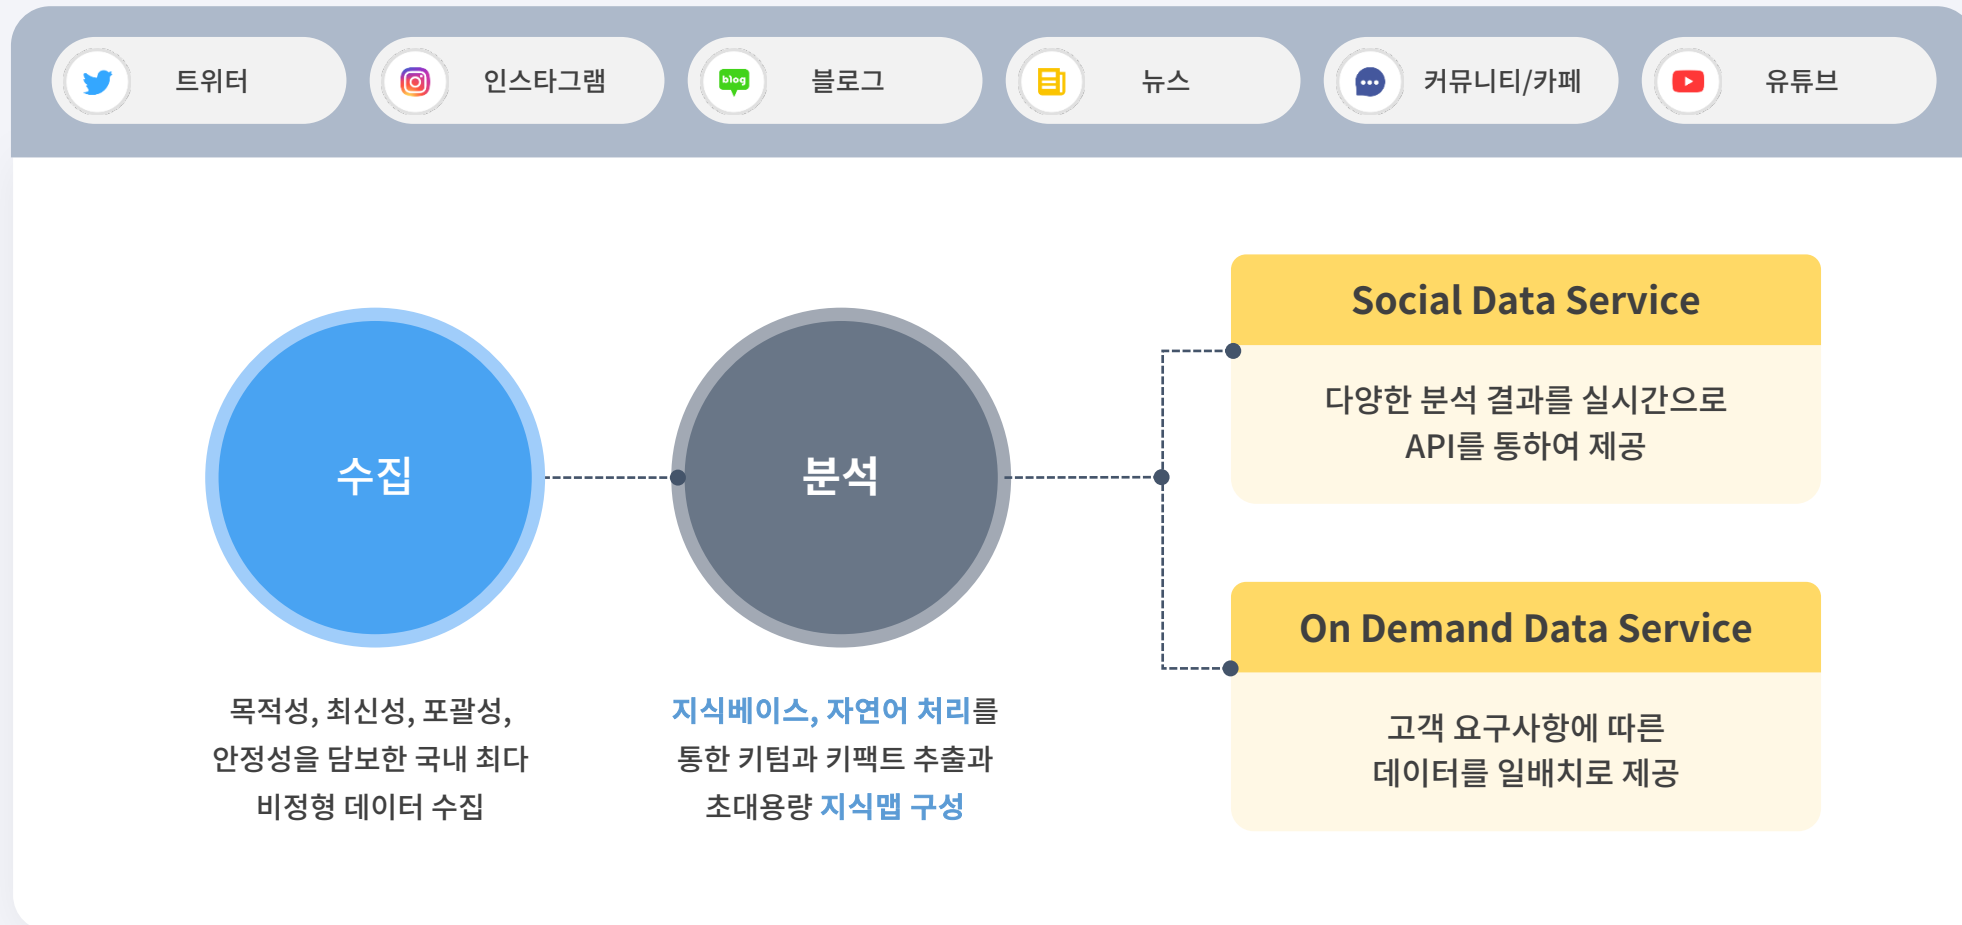 트위터
인스타그램
blog
블로그
뉴스
커뮤니티/카페
유튜브
수집
목적성, 최신성, 포괄성,
안정성을 담보한 국내 최다
비정형 데이터 수집
분석
지식베이스, 자연어 처리를
통한 키텀과 키팩트 추출과
초대용량 지식맵 구성
Social Data Service
다양한 분석 결과를 실시간으로
API를 통하여 제공
On Demand Data Service
고객 요구사항에 따른
데이터를 일배치로 제공